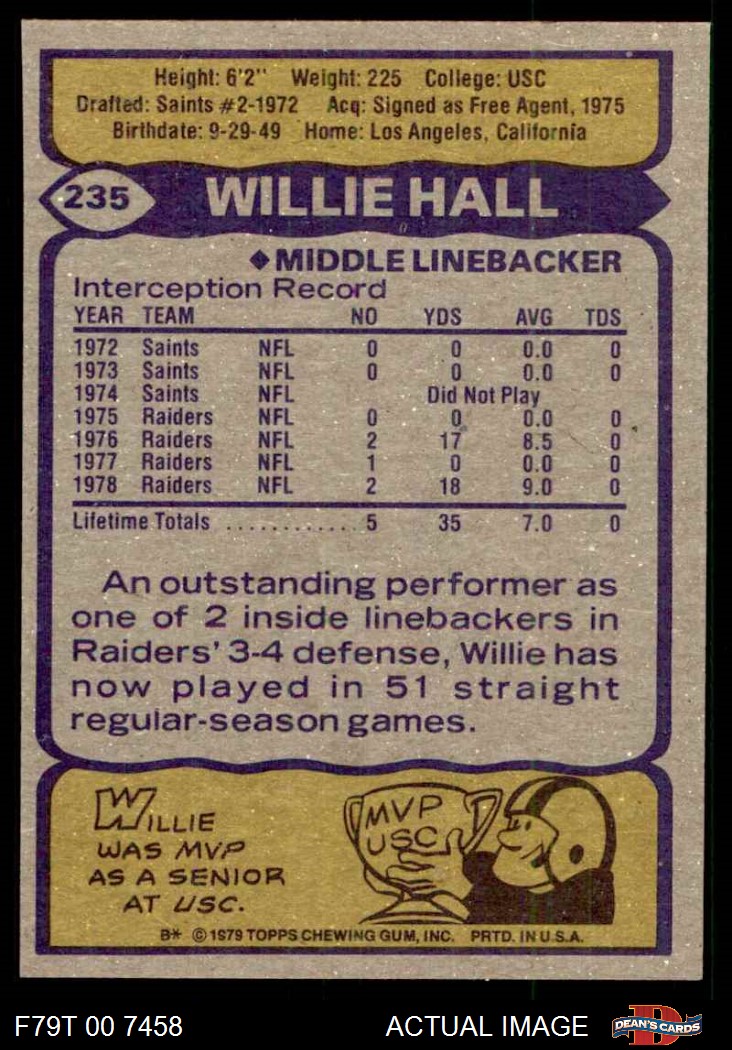 Height: 6'2" Weight: 225 College: USC
Drafted: Saints #2-1972 Acq: Signed as Free Agent, 1975
Birthdate: 9-29-49 Home: Los Angeles, California
235 WILLIE HALL
◆MIDDLE LINEBACKER
Interception Record
YEAR TEAM NO YDS AVG TDS
1972 Saints NFL 0 0 0.0 0
1973 Saints NFL 0 0 0.0 0
1974 Saints NFL Did Not Play
1975 Raiders NFL 0 0 0.0 0
1976 Raiders NFL 2 17 8.5 0
1977 Raiders NFL 1 0 0.0 0
1978 Raiders NFL 2 18 9.0 0
Lifetime Totals ............ 5 35 7.0 0
An outstanding performer as
one of 2 inside linebackers in
Raiders' 3-4 defense, Willie has
now played in 51 straight
regular-season games.
WILLIE
WAS MVP
AS A SENIOR
AT USC.
MVP
USC
B* © 1979 TOPPS CHEWING GUM, INC. PRTD. IN U.S.A.
F79T 00 7458 ACTUAL IMAGE
D
DEAN'S CARDS